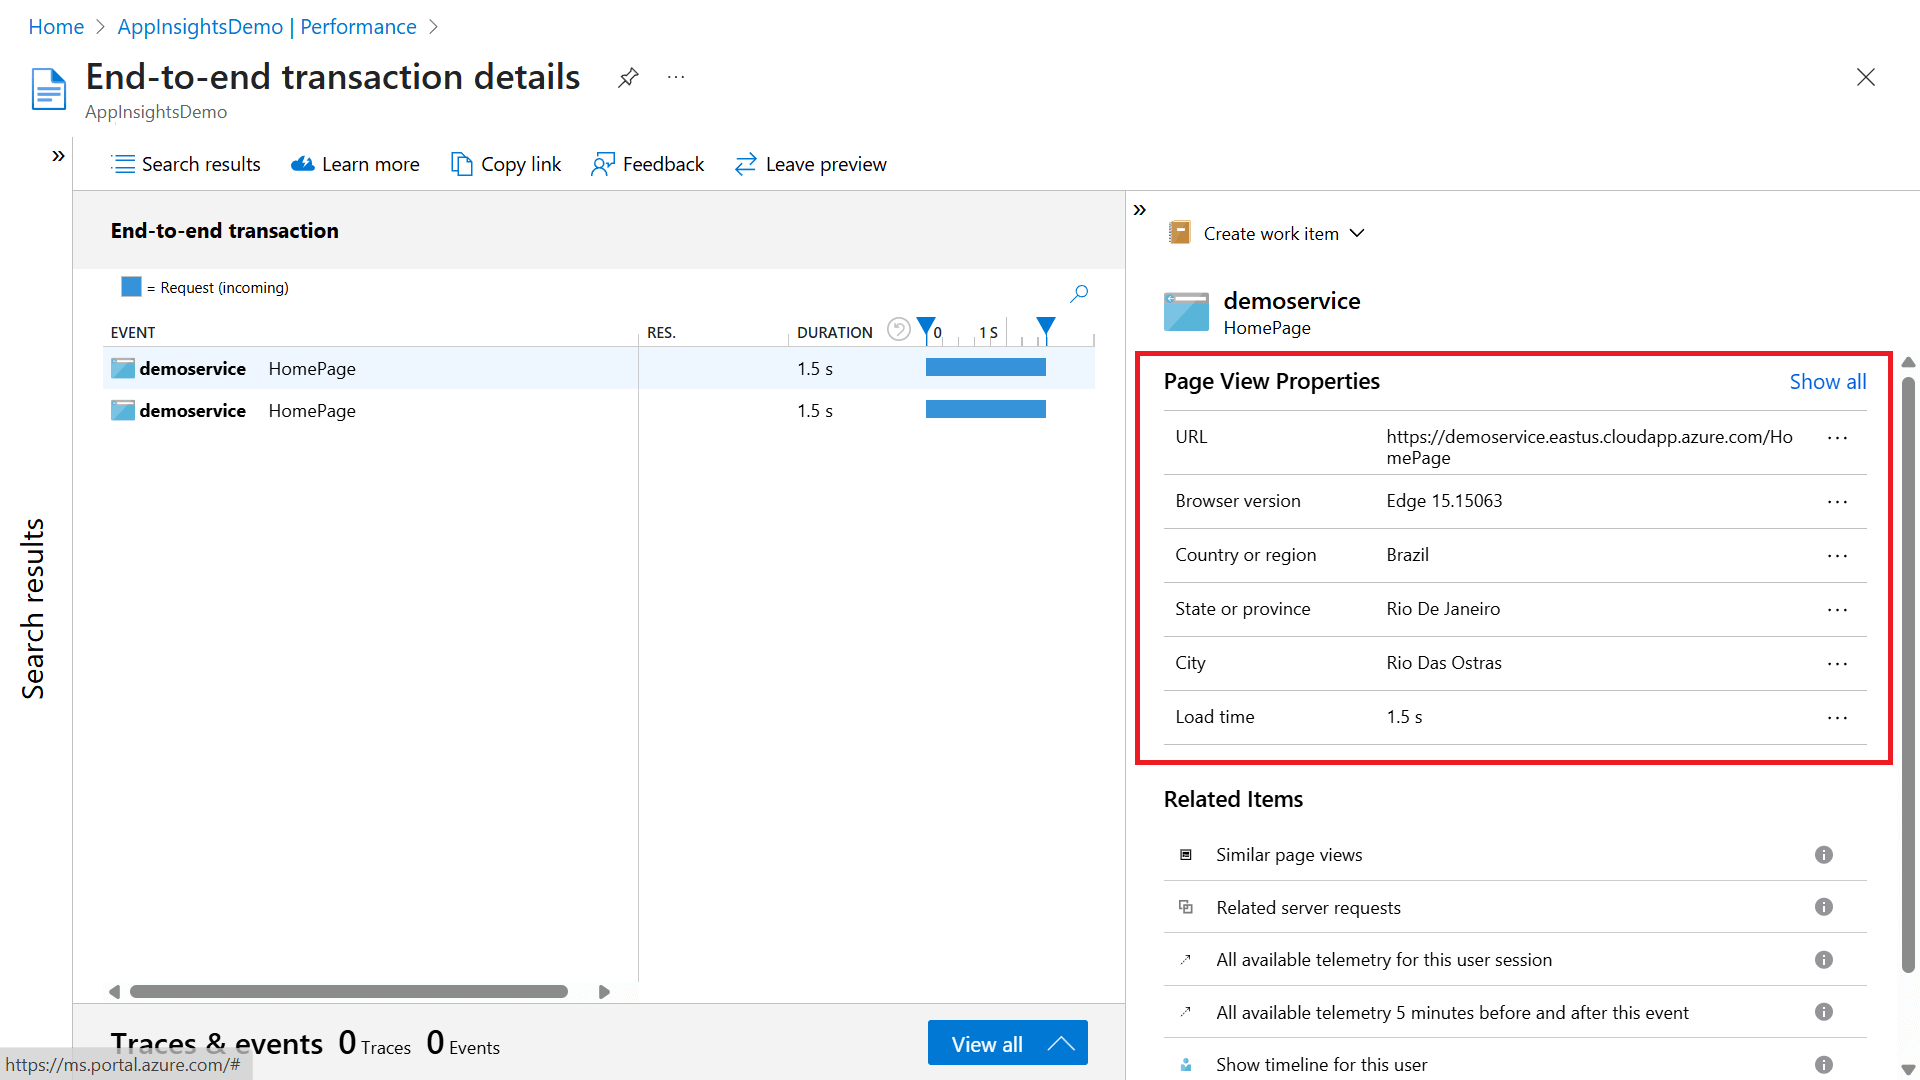 Home > AppInsightsDemo | Performance >
End-to-end transaction details ...
AppInsightsDemo
»
Search results
Search results
Learn more
Copy link
Feedback
Leave preview
End-to-end transaction
= Request (incoming)
EVENT RES. DURATION ? 0 1 S
demoservice HomePage 1.5 s
demoservice HomePage 1.5 s
Traces & events 0 Traces 0 Events
View all
https://ms.portal.azure.com/#
»
Create work item
demoservice
HomePage
Page View Properties Show all
URL https://demoservice.eastus.cloudapp.azure.com/Ho
mePage ...
Browser version Edge 15.15063 ...
Country or region Brazil ...
State or province Rio De Janeiro ...
City Rio Das Ostras ...
Load time 1.5 s ...
Related Items
Similar page views
Related server requests
All available telemetry for this user session
All available telemetry 5 minutes before and after this event
Show timeline for this user